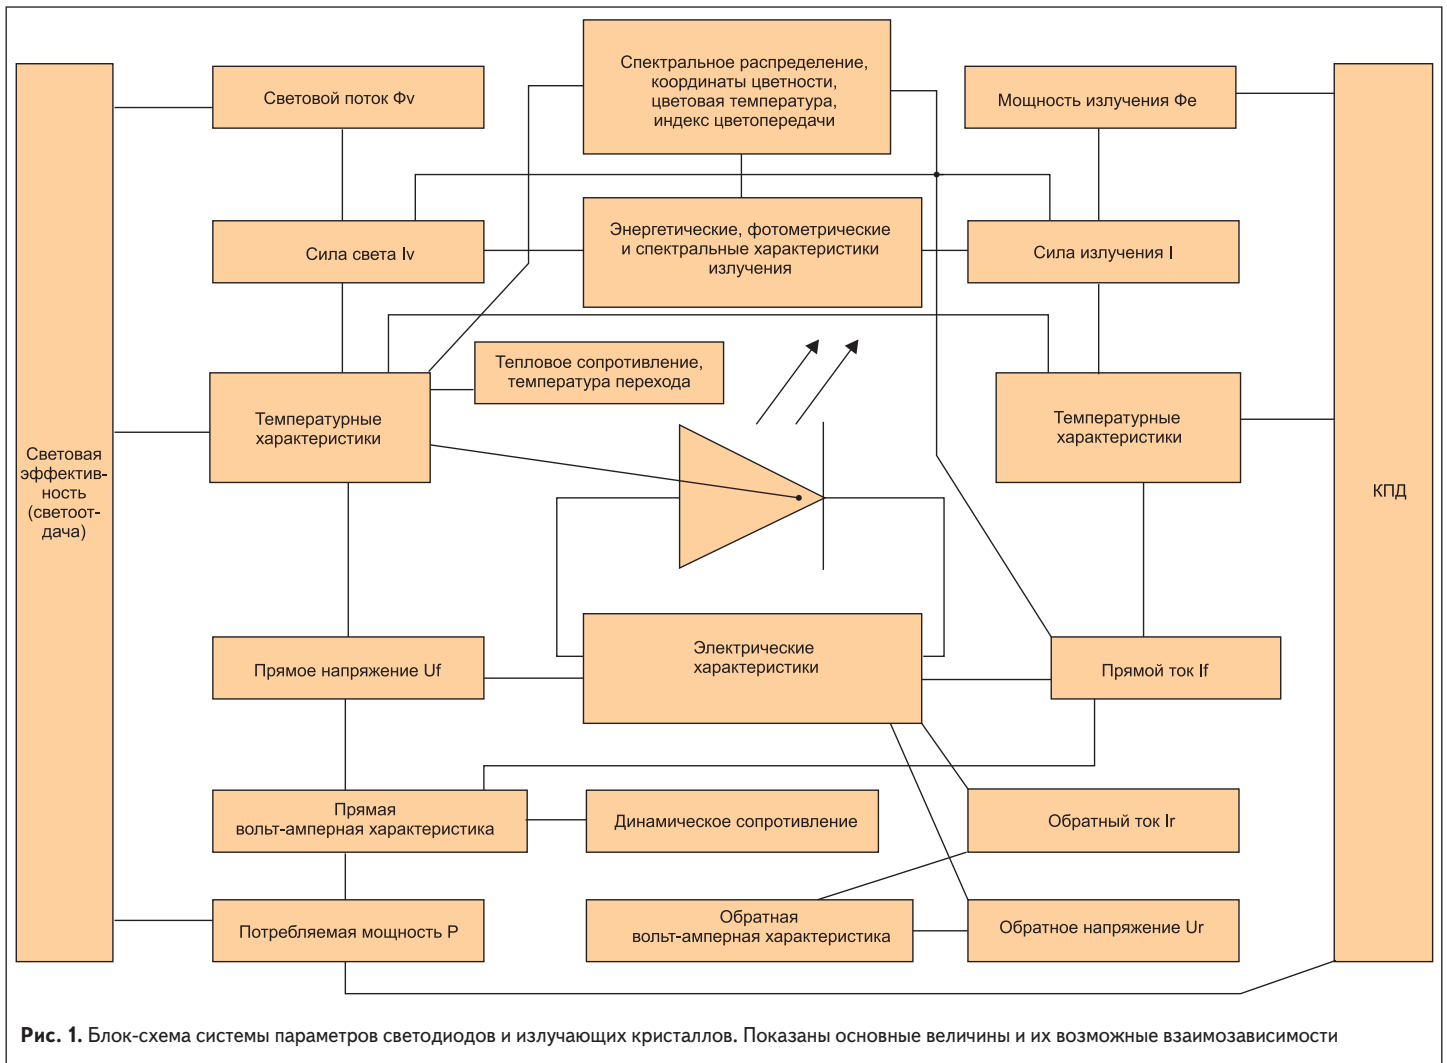 Спектральное распределение,
координаты цветности,
цветовая температура,
индекс цветопередачи
Световой поток Фv
Мощность излучения Фе
Сила света Iv
Энергетические, фотометрические
и спектральные характеристики
излучения
Сила излучения I
Тепловое сопротивление,
температура перехода
Температурные
характеристики
Температурные
характеристики
Световая
эффектив-
ность
(светоот-
дача)
КПД
Прямое напряжение Uf
Электрические
характеристики
Прямой ток If
Прямая
вольт-амперная характеристика
Динамическое сопротивление
Обратный ток Ir
Потребляемая мощность P
Обратная
вольт-амперная характеристика
Обратное напряжение Ur
Рис. 1. Блок-схема системы параметров светодиодов и излучающих кристаллов. Показаны основные величины и их возможные взаимозависимости